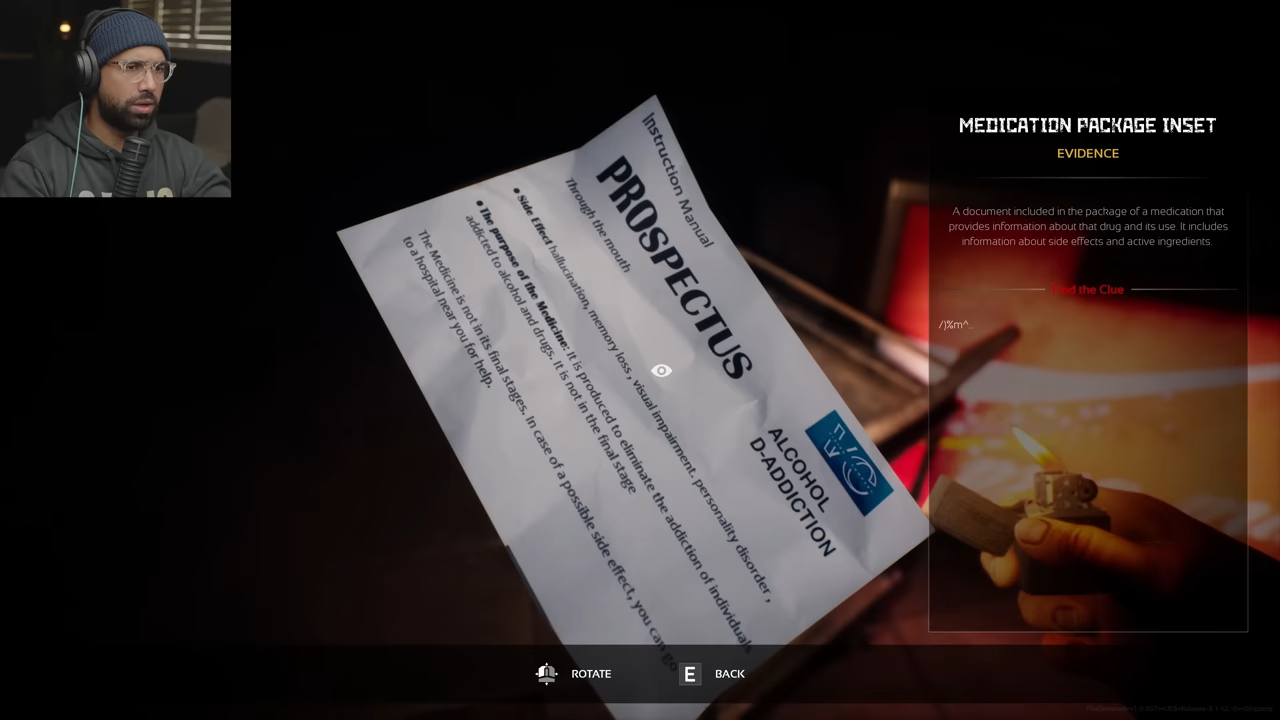 Instruction Manual
PROSPECTUS
Through the mouth
ALCOHOL
D-ADDICTION
• Side Effect hallucination, memory loss , visual impairment. personality disorder ,
• The purpose of the Medicine: It is produced to eliminate the addiction of individuals
addicted to alcohol and drugs. It is not in the final stage
The Medicine is not in its final stages. In case of a possible side effect, you can go
to a hospital near you for help.
MEDICATION PACKAGE INSET
EVIDENCE
A document included in the package of a medication that
provides information about that drug and its use. It includes
information about side effects and active ingredients.
Find the Clue
/)%m^...
ROTATE
E BACK